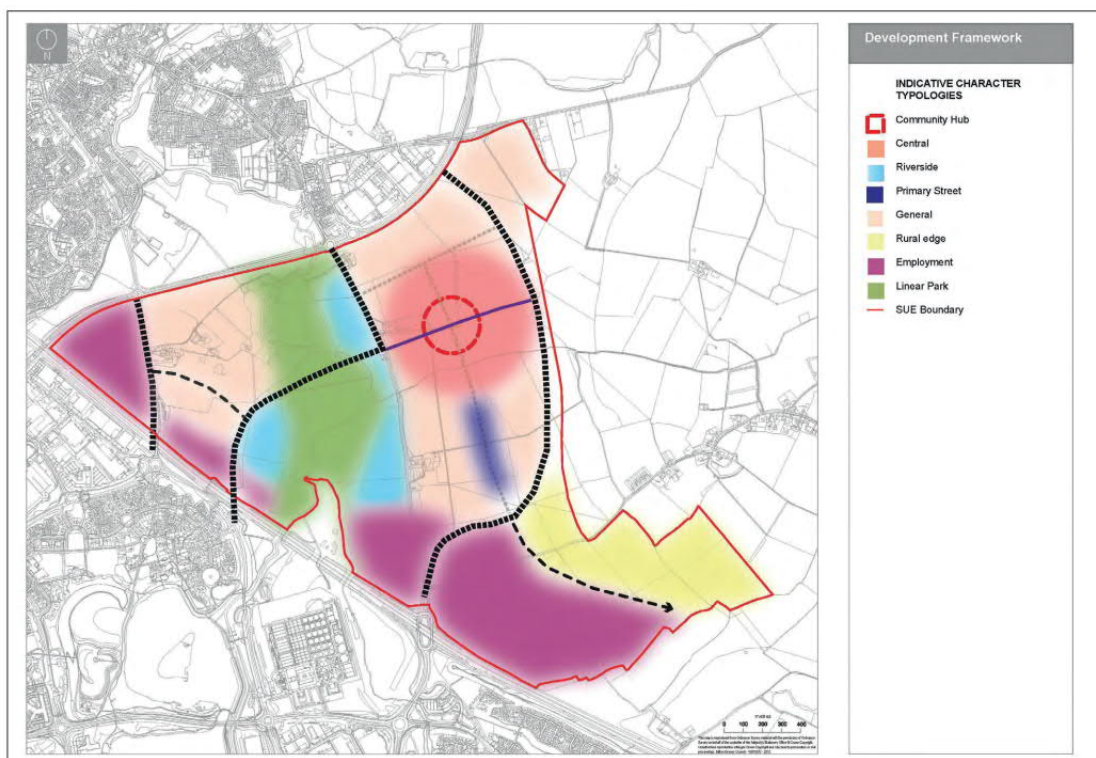 N
Development Framework
INDICATIVE CHARACTER
TYPOLOGIES
Community Hub
Central
Riverside
Primary Street
General
Rural edge
Employment
Linear Park
SUE Boundary
0 100 200 300 400